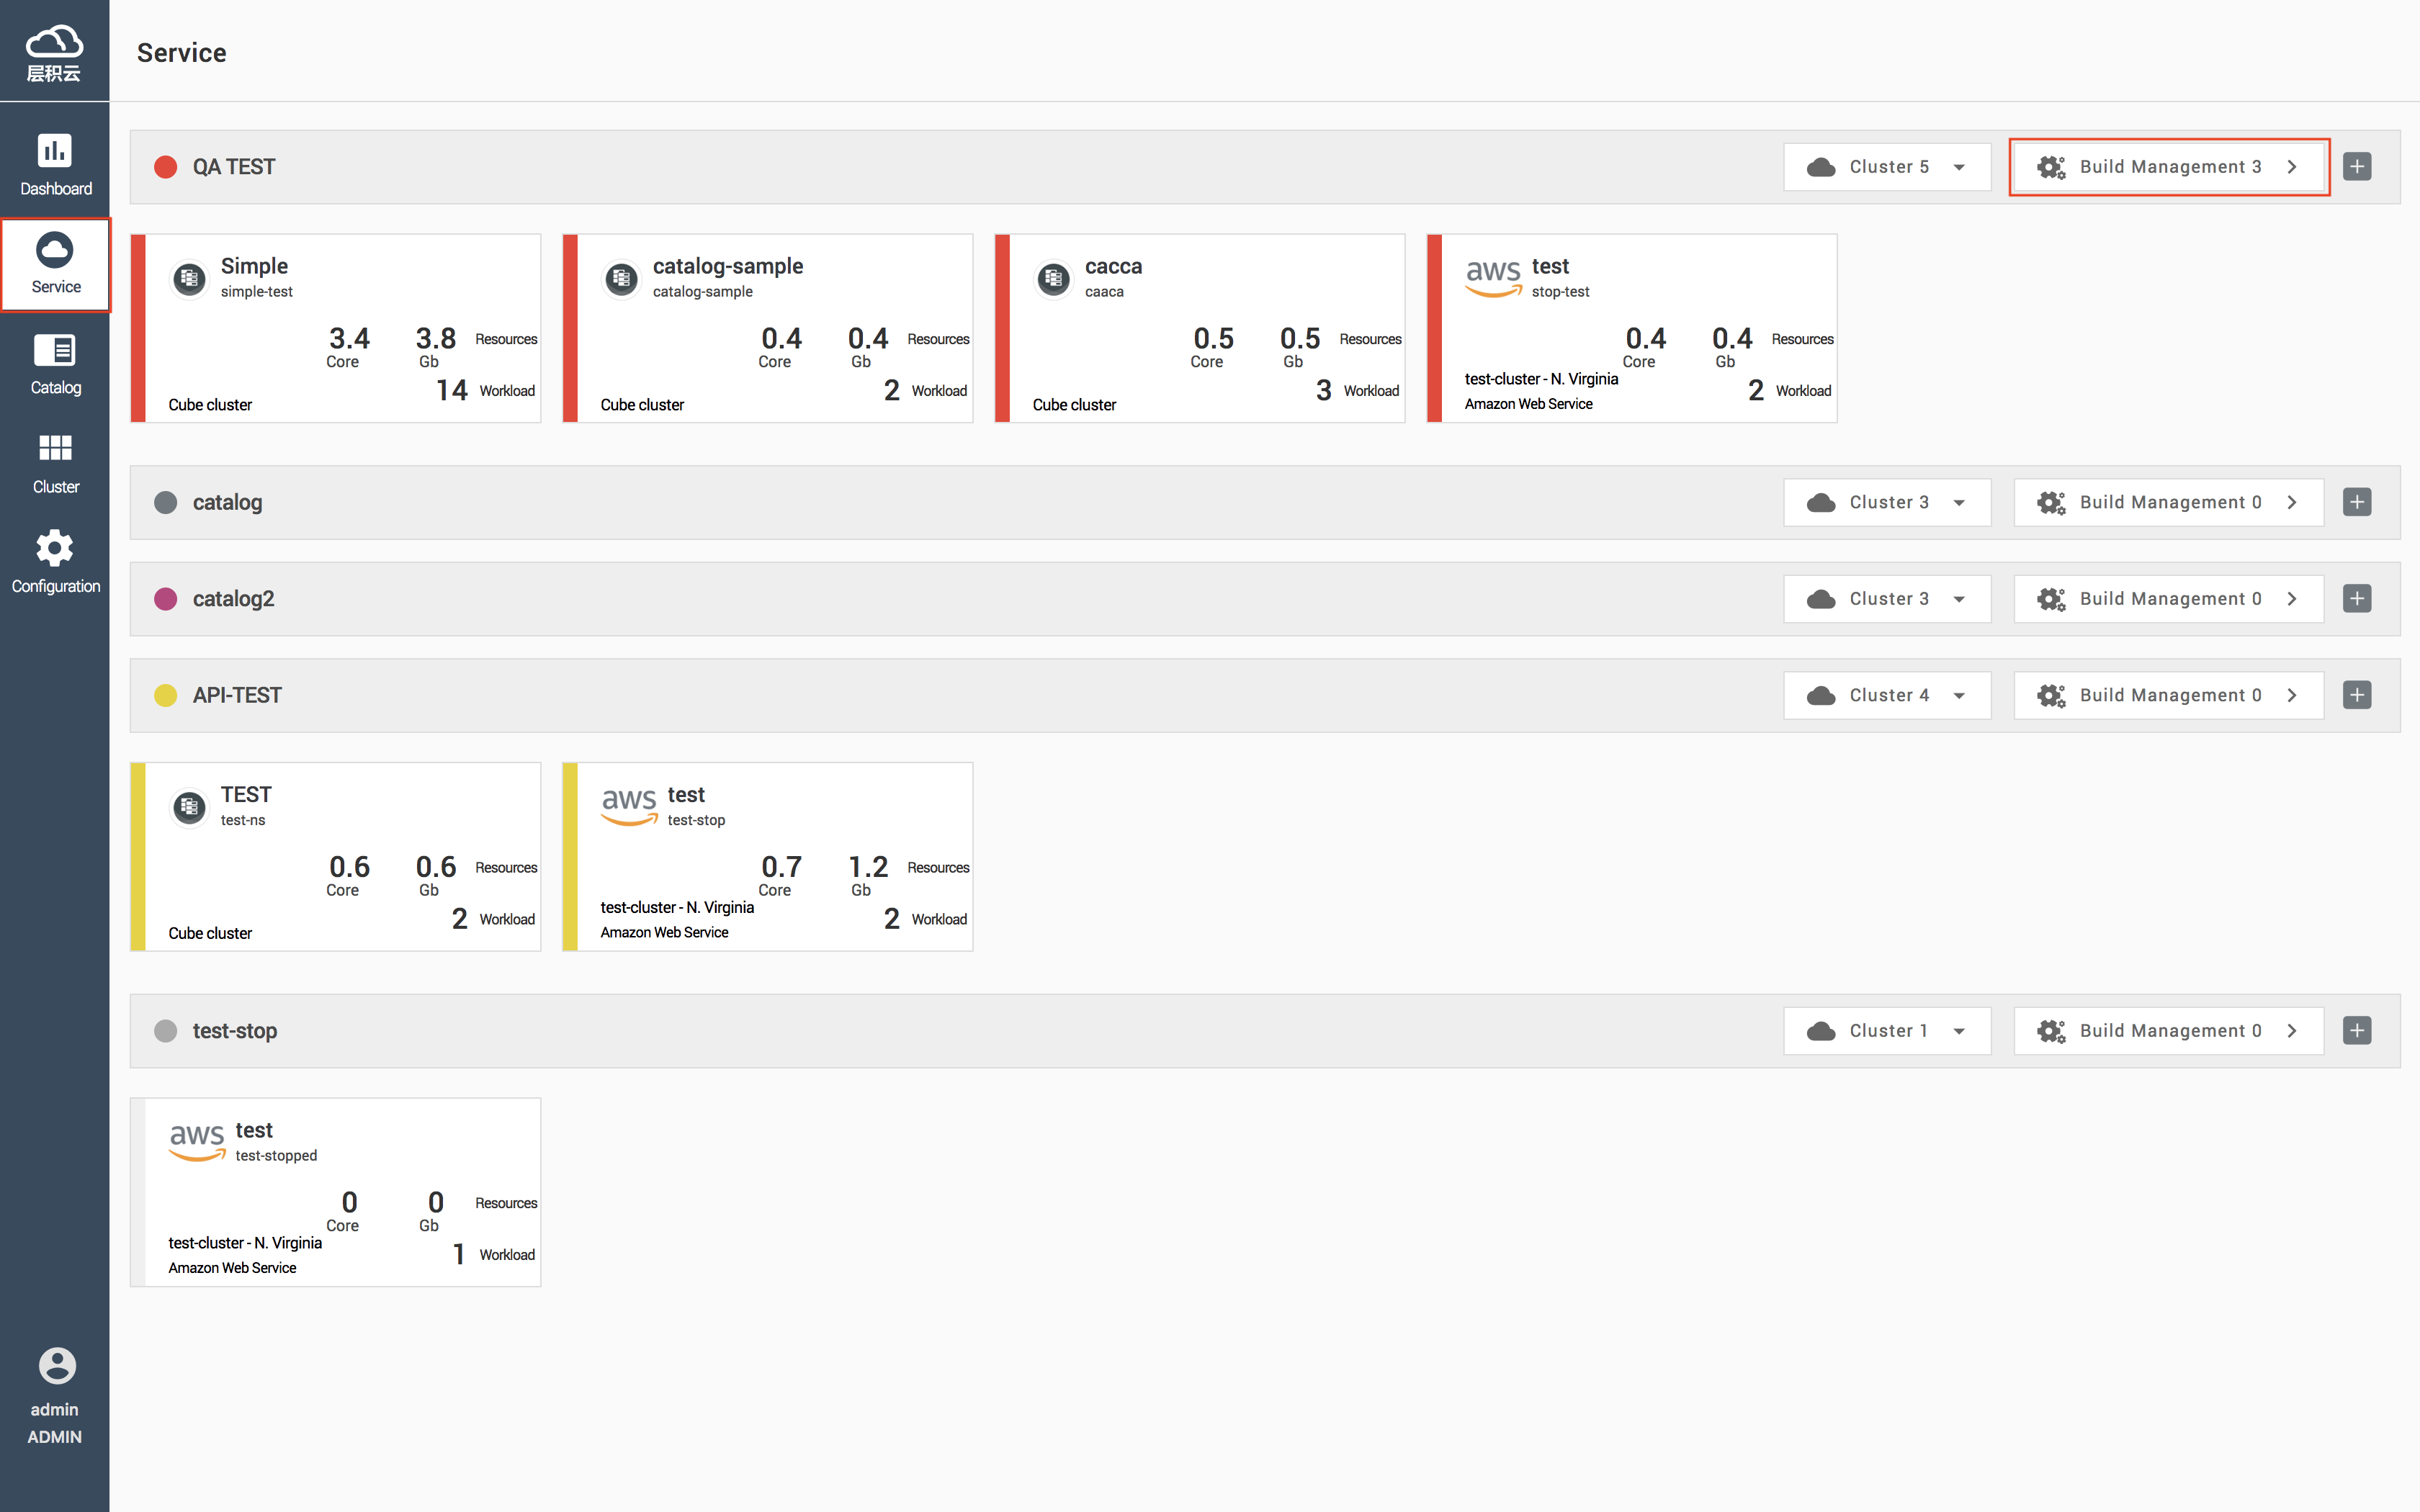 层积云
Service
Dashboard
Service
Catalog
Cluster
Configuration
admin
ADMIN
QA TEST
Cluster 5
Build Management 3
Simple
simple-test
3.4 3.8 Resources
Core Gb
14 Workload
Cube cluster
catalog-sample
catalog-sample
0.4 0.4 Resources
Core Gb
2 Workload
Cube cluster
cacca
caaca
0.5 0.5 Resources
Core Gb
3 Workload
Cube cluster
aws test
stop-test
0.4 0.4 Resources
Core Gb
test-cluster - N. Virginia
2 Workload
Amazon Web Service
catalog
Cluster 3
Build Management 0
catalog2
Cluster 3
Build Management 0
API-TEST
Cluster 4
Build Management 0
TEST
test-ns
0.6 0.6 Resources
Core Gb
2 Workload
Cube cluster
aws test
test-stop
0.7 1.2 Resources
Core Gb
test-cluster - N. Virginia
2 Workload
Amazon Web Service
test-stop
Cluster 1
Build Management 0
aws test
test-stopped
0 0 Resources
Core Gb
test-cluster - N. Virginia
1 Workload
Amazon Web Service